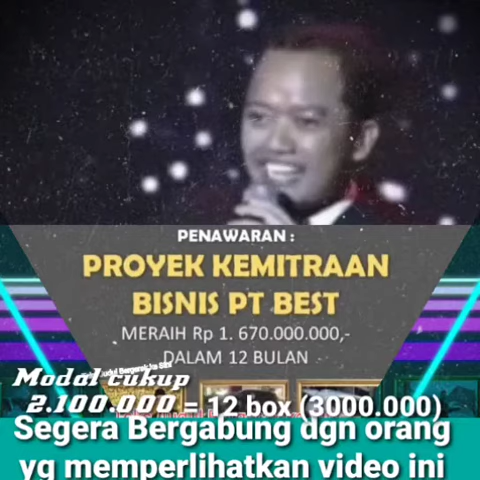 PENAWARAN :
PROYEK KEMITRAAN
BISNIS PT BEST
MERAIH Rp 1. 670.000.000,-
DALAM 12 BULAN
Modal cukup
2.100.000 = 12 box (3000.000)
Segera Bergabung dgn orang
yg memperlihatkan video ini